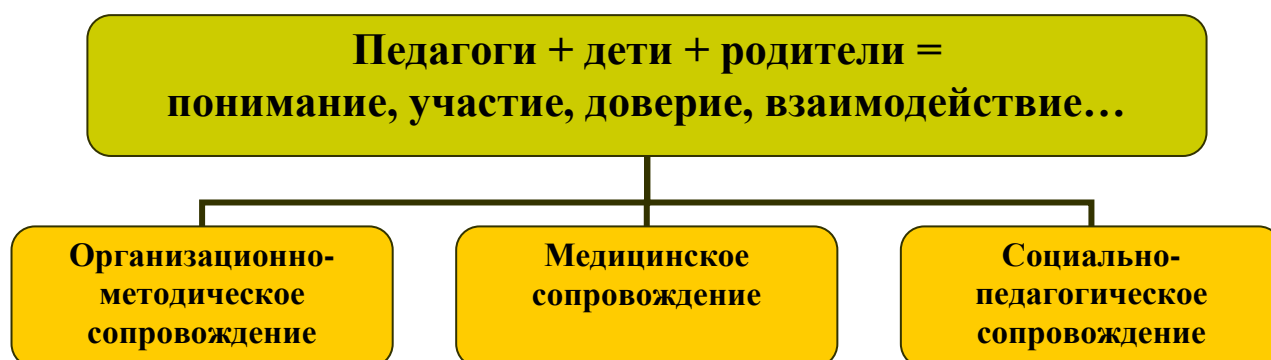 Педагоги + дети + родители =
понимание, участие, доверие, взаимодействие…
Организационно-
методическое
сопровождение
Медицинское
сопровождение
Социально-
педагогическое
сопровождение